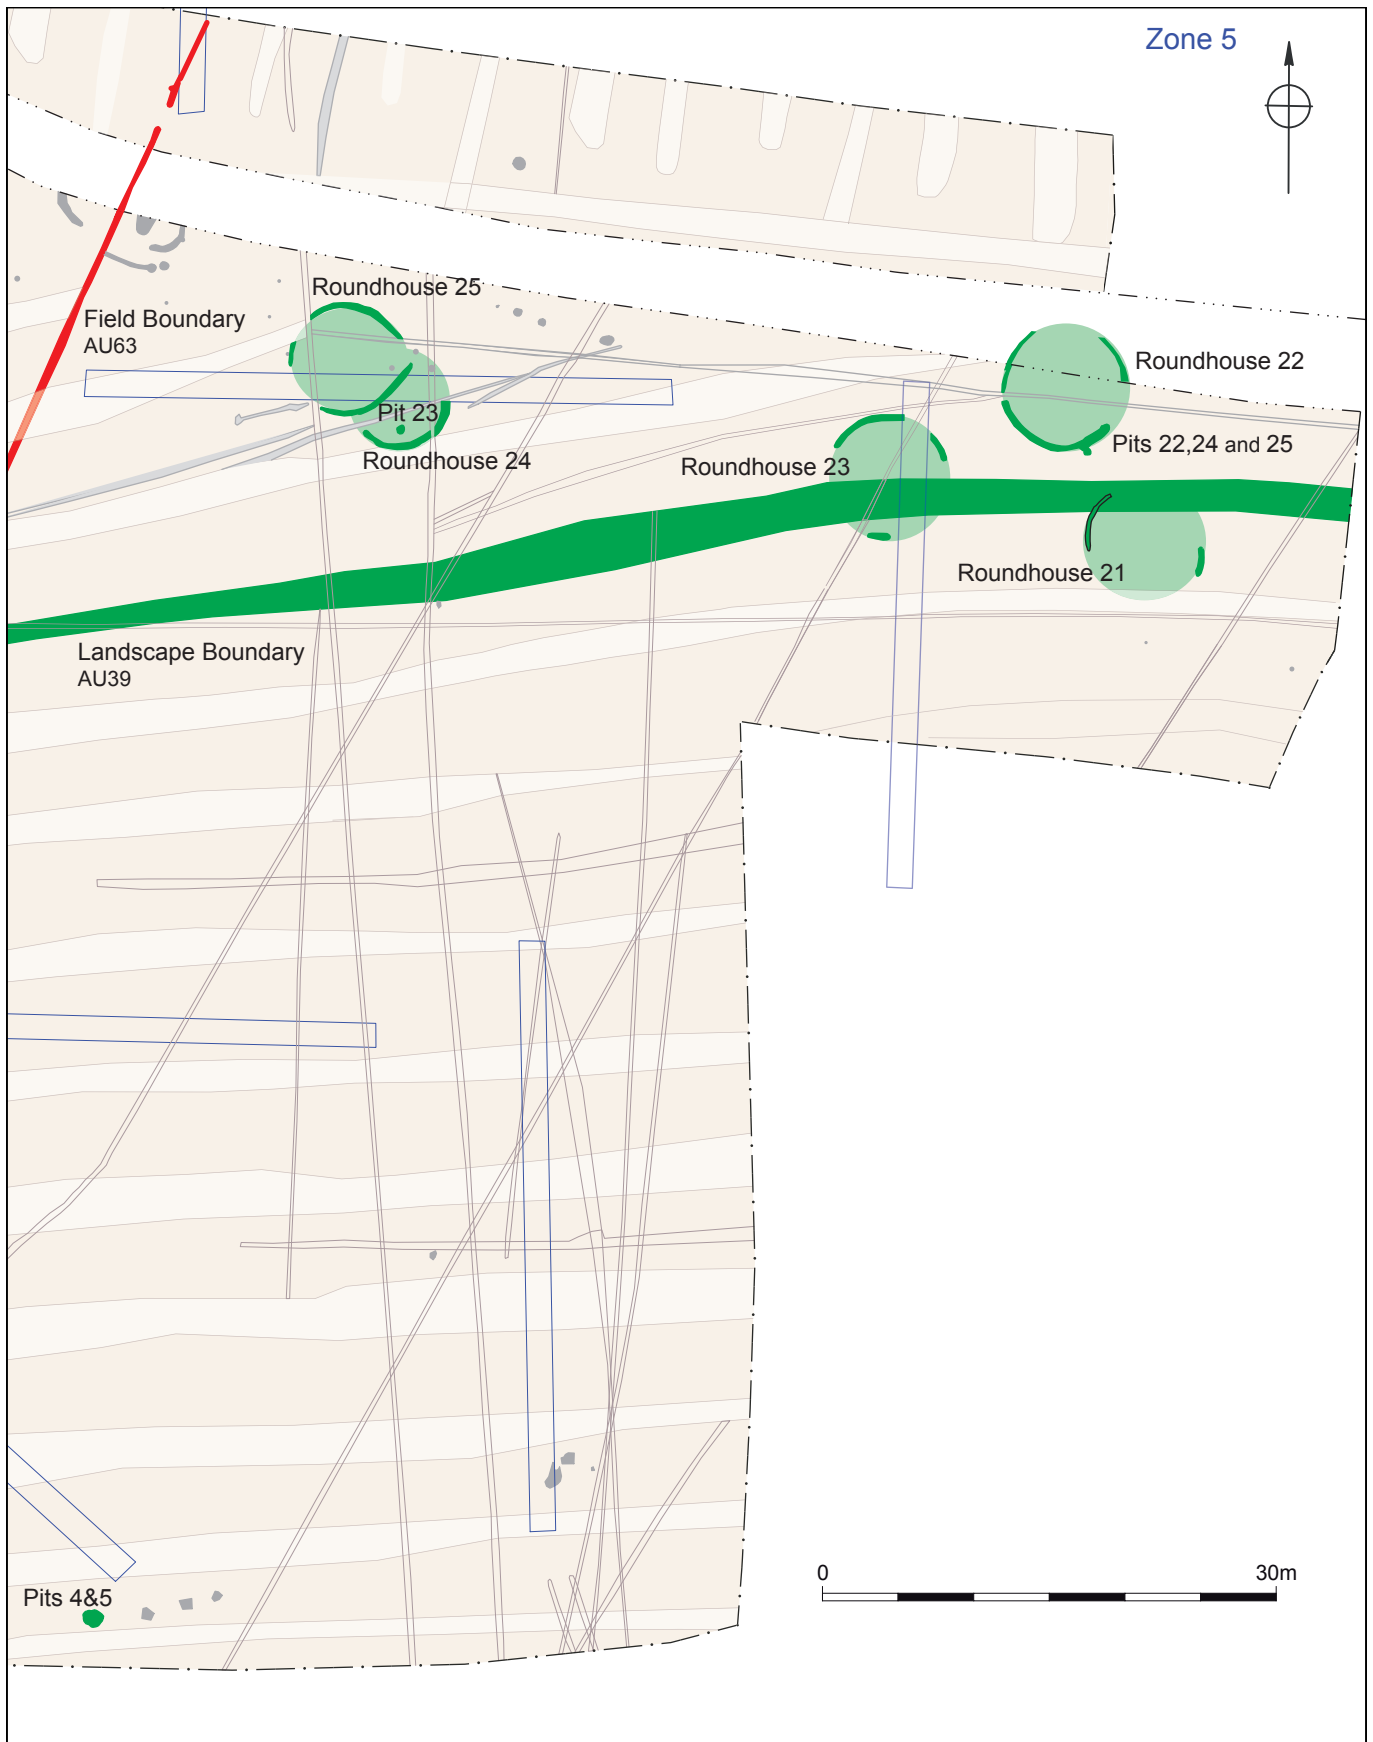 Zone 5
Roundhouse 25
Field Boundary
AU63
Roundhouse 22
Pit 23
Pits 22,24 and 25
Roundhouse 24
Roundhouse 23
Roundhouse 21
Landscape Boundary
AU39
0 30m
Pits 4&5